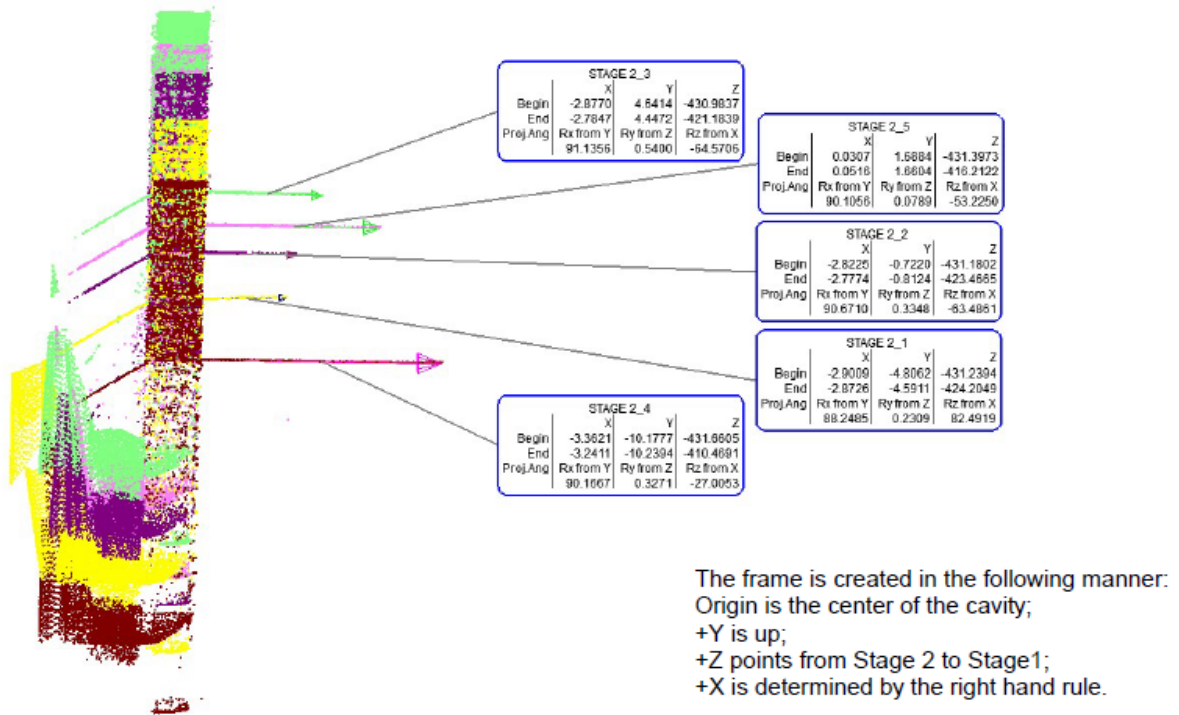 STAGE 2_3
X Y Z
Begin -2.8770 4.6414 -430.9837
End -2.7847 4.4472 -421.1839
Proj.Ang Rx from Y Ry from Z Rz from X
91.1356 0.5400 -64.5706
STAGE 2_5
X Y Z
Begin 0.0307 1.6884 -431.3973
End 0.0516 1.6604 -416.2122
Proj.Ang Rx from Y Ry from Z Rz from X
90.1056 0.0789 -53.2250
STAGE 2_2
X Y Z
Begin -2.8225 -0.7220 -431.1802
End -2.7774 -0.8124 -423.4665
Proj.Ang Rx from Y Ry from Z Rz from X
90.6710 0.3348 -63.4861
STAGE 2_1
X Y Z
Begin -2.9009 -4.8062 -431.2394
End -2.8726 -4.5911 -424.2049
Proj.Ang Rx from Y Ry from Z Rz from X
88.2485 0.2309 82.4919
STAGE 2_4
X Y Z
Begin -3.3621 -10.1777 -431.6605
End -3.2411 -10.2394 -410.4691
Proj.Ang Rx from Y Ry from Z Rz from X
90.1667 0.3271 -27.0053
The frame is created in the following manner:
Origin is the center of the cavity;
+Y is up;
+Z points from Stage 2 to Stage1;
+X is determined by the right hand rule.